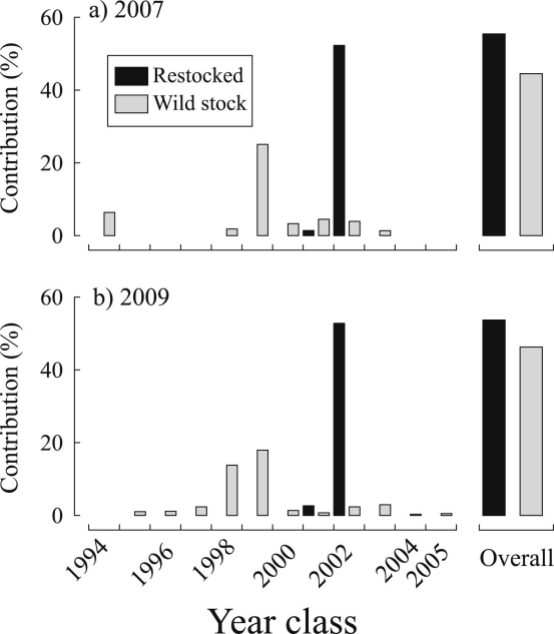 a) 2007
60
40
20
0
Contribution (%)
Restocked
Wild stock
b) 2009
60
40
20
0
Contribution (%)
1994
1996
1998
2000
2002
2004
2005
Overall
Year class